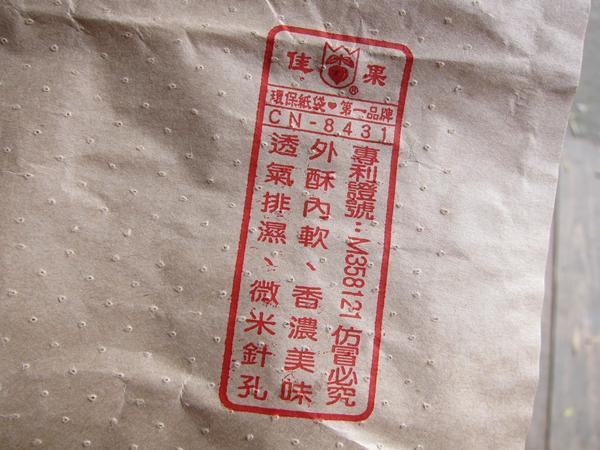 佳 果
®
環保紙袋♥第一品牌
CN-8431
專利證號：M358121 仿冒必究
外酥內軟、香濃美味
透氣排濕、微米針孔